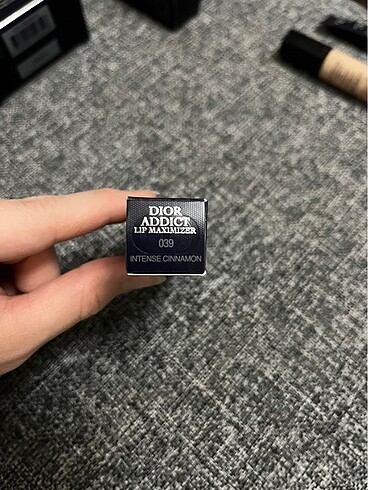 DIOR
ADDICT
LIP MAXIMIZER
039
INTENSE CINNAMON